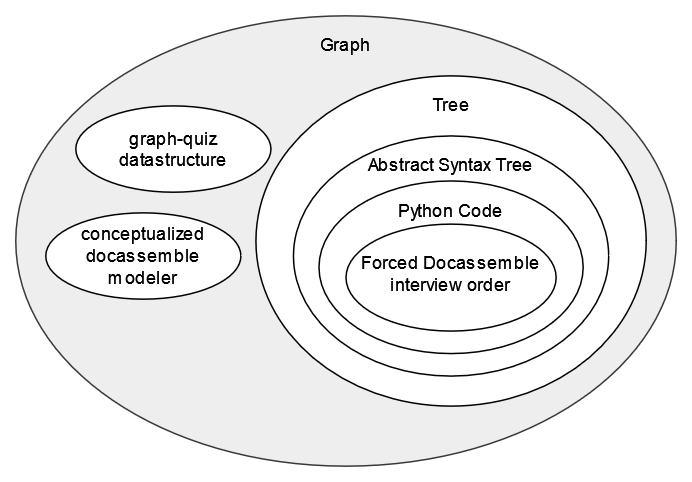 Graph
Tree
graph-quiz
datastructure
Abstract Syntax Tree
Python Code
conceptualized
docassemble
modeler
Forced Docassemble
interview order